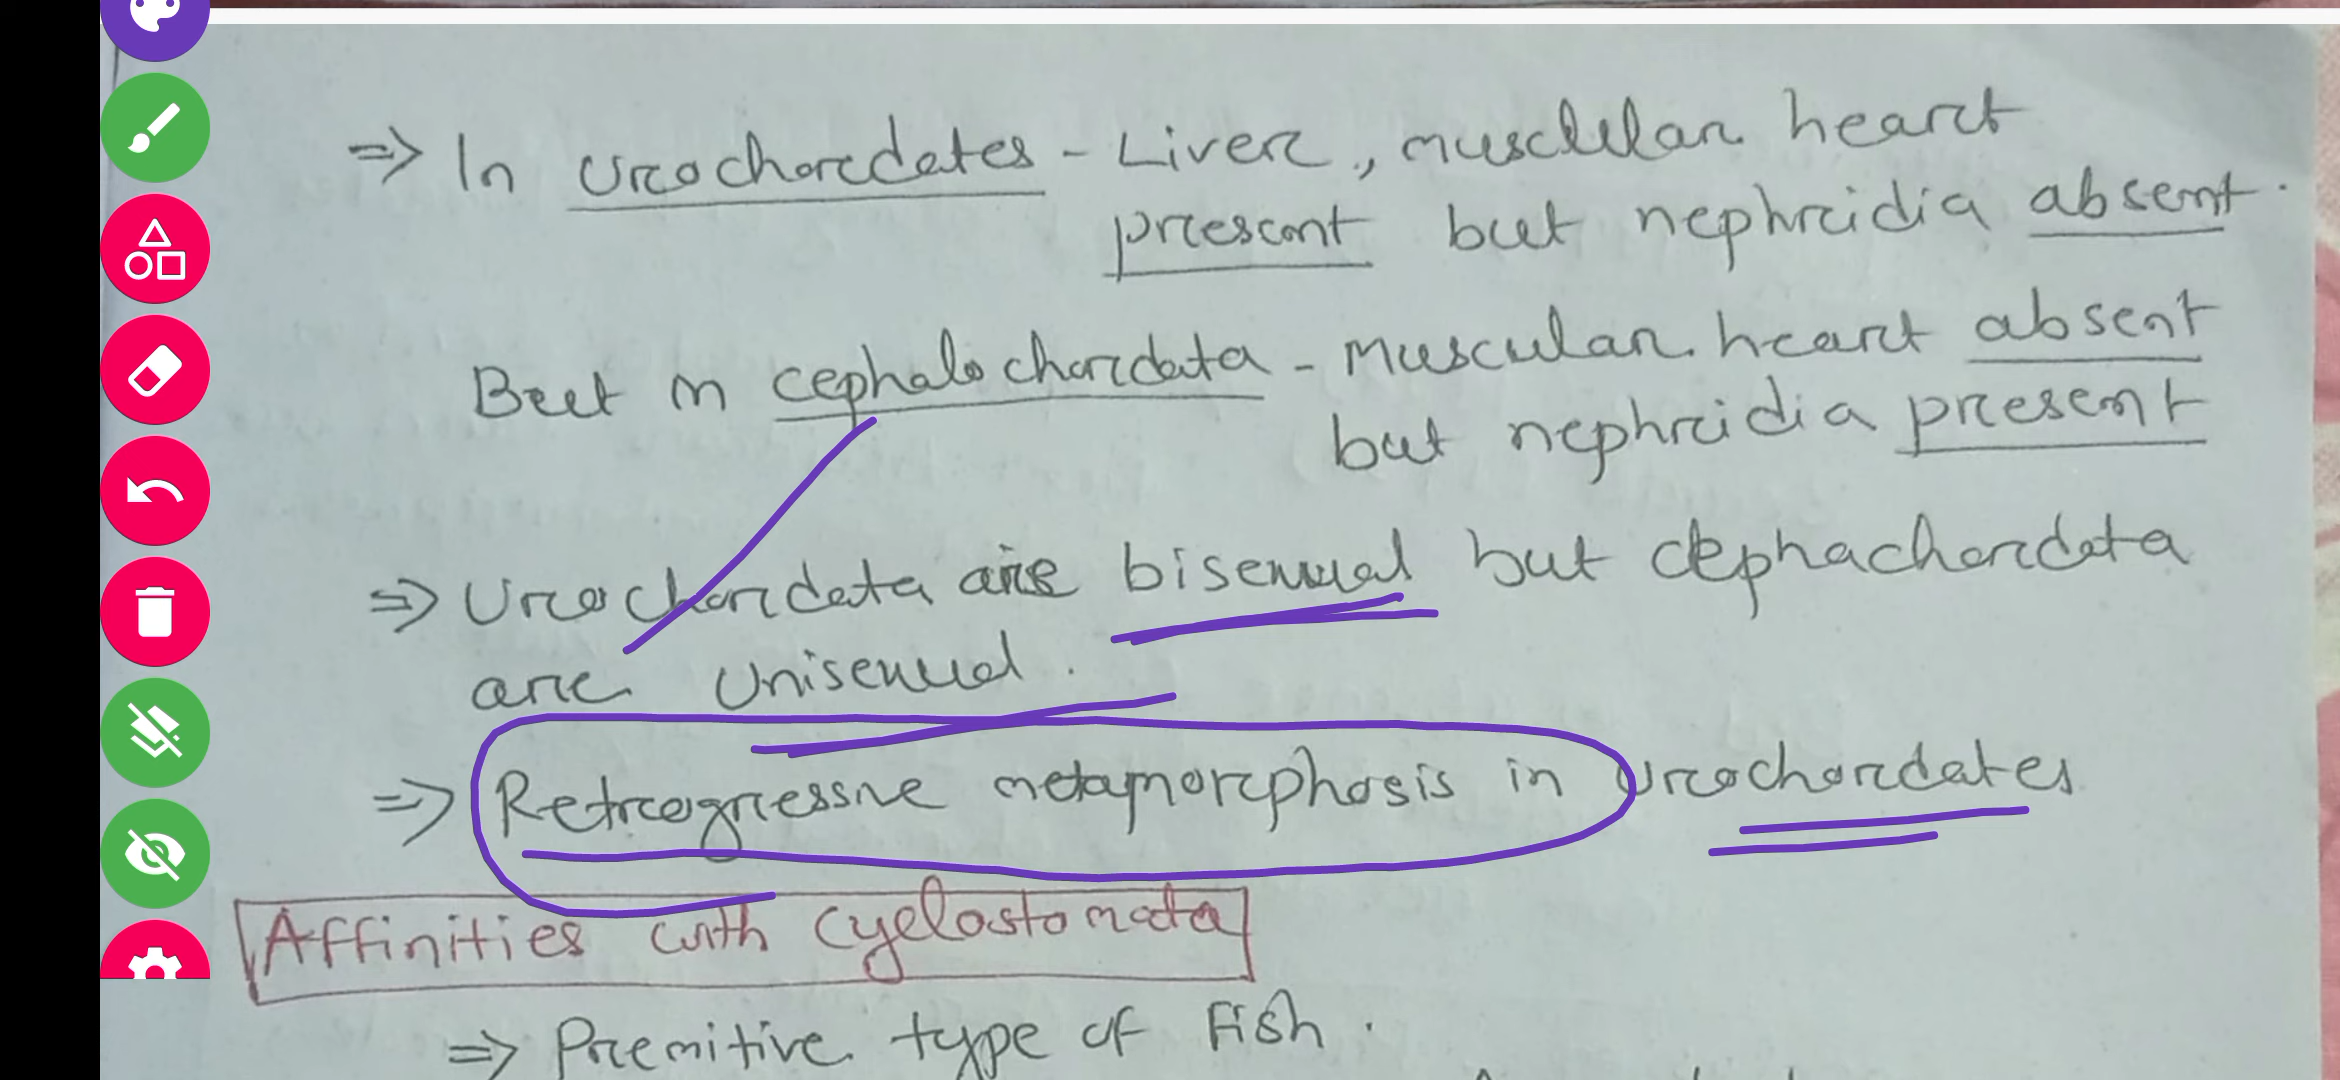 ⇒ In Urochordates - Liver, muscular heart
present but nephridia absent.
But in cephalochordata - Muscular heart absent
but nephridia present
⇒ Urochordata are bisexual but cephachordata
are Unisexual.
⇒ Retrogressive metamorphosis in Urochordates
Affinities with Cyclostomata
⇒ Premitive type of Fish.